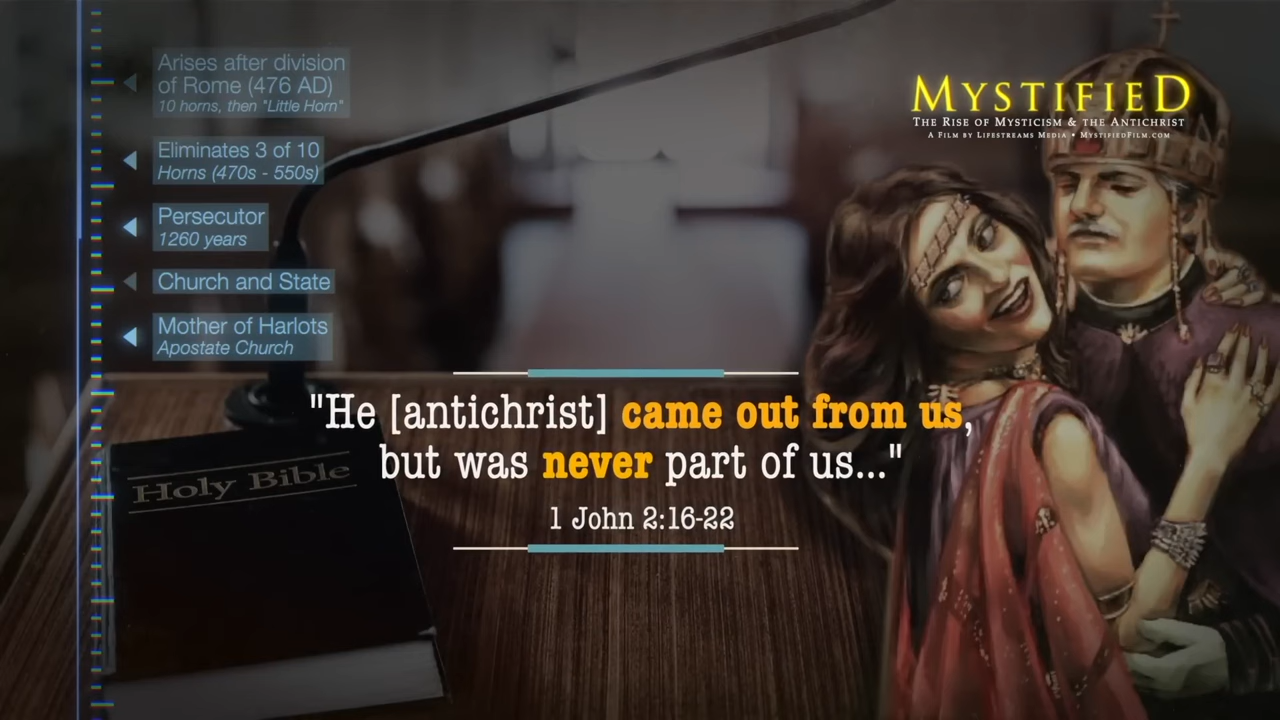 Arises after division
of Rome (476 AD)
10 horns, then "Little Horn"
Eliminates 3 of 10
Horns (470s - 550s)
Persecutor
1260 years
Church and State
Mother of Harlots
Apostate Church
MYSTIFIED
THE RISE OF MYSTICISM & THE ANTICHRIST
A FILM BY LIFESTREAMS MEDIA • MYSTIFIEDFILM.COM
"He [antichrist] came out from us,
but was never part of us..."
1 John 2:16-22
Holy Bible